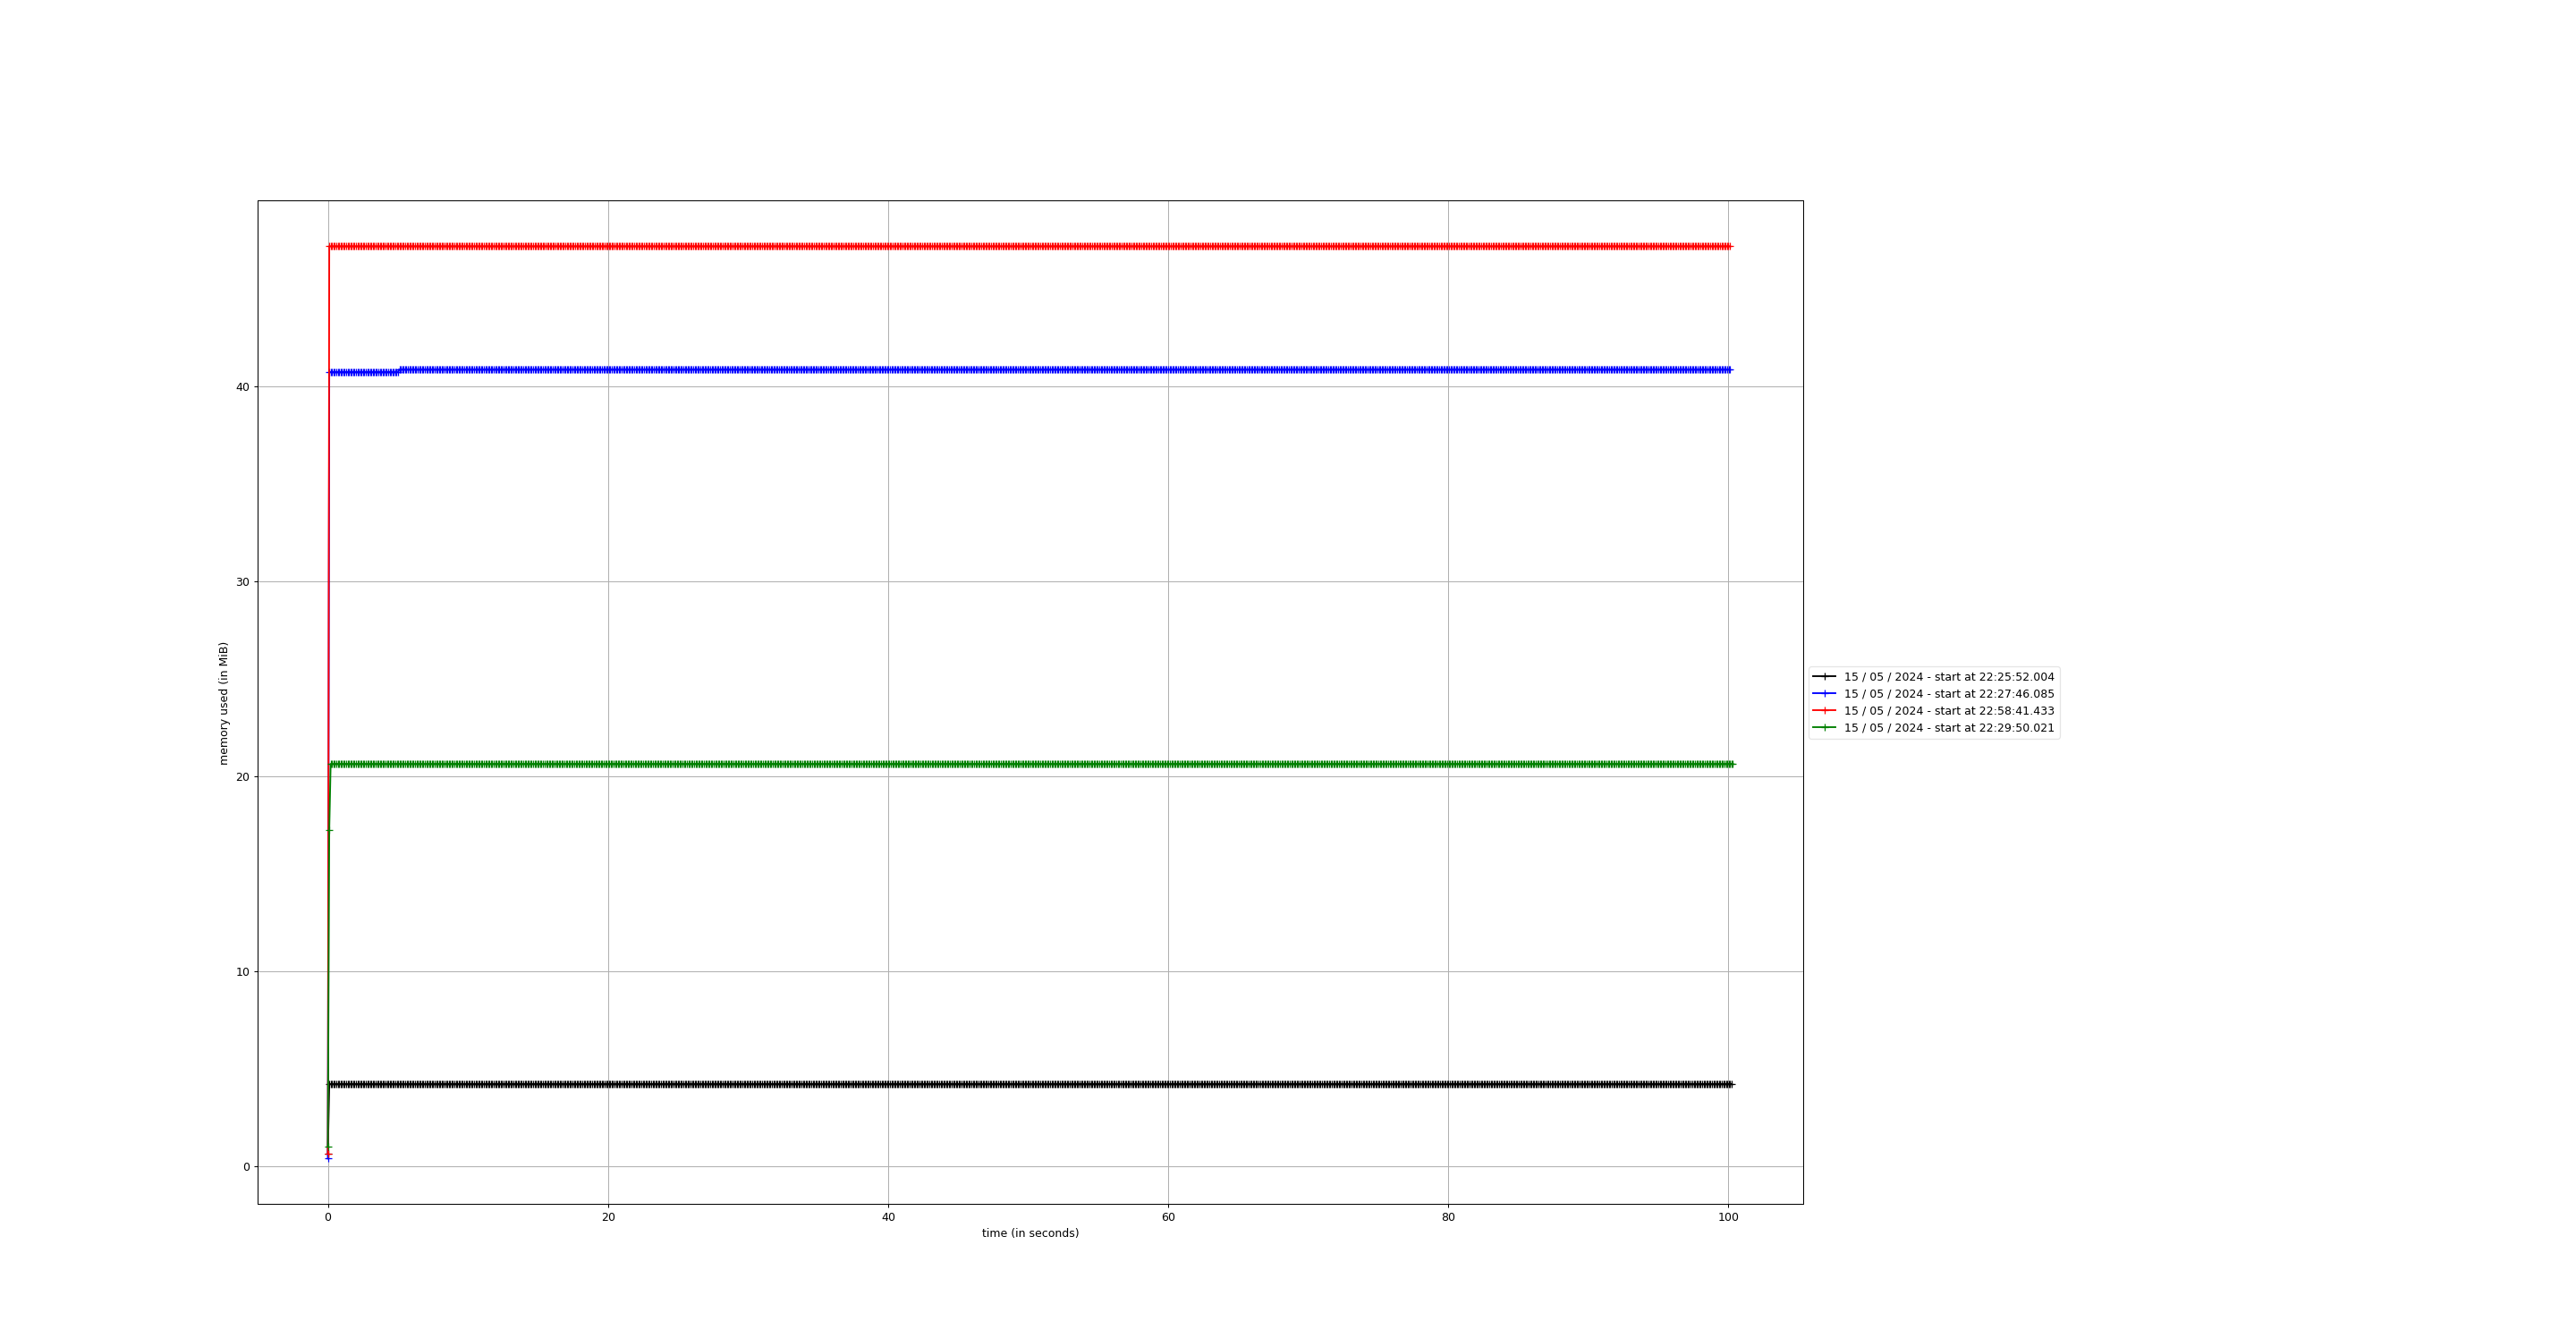 40
30
20
10
0
memory used (in MiB)
0
20
40
60
80
100
time (in seconds)
15 / 05 / 2024 - start at 22:25:52.004
15 / 05 / 2024 - start at 22:27:46.085
15 / 05 / 2024 - start at 22:58:41.433
15 / 05 / 2024 - start at 22:29:50.021